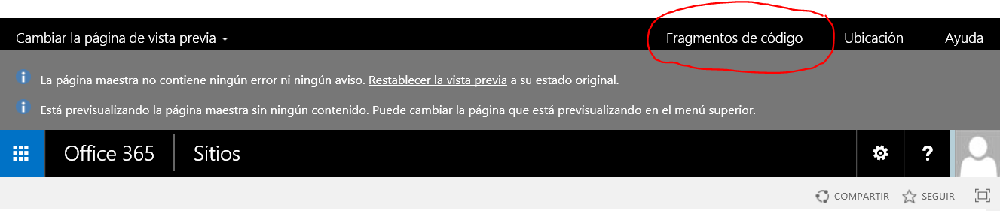 Cambiar la página de vista previa Fragmentos de código Ubicación Ayuda
La página maestra no contiene ningún error ni ningún aviso. Restablecer la vista previa a su estado original.
Está previsualizando la página maestra sin ningún contenido. Puede cambiar la página que está previsualizando en el menú superior.
Office 365 Sitios ?
COMPARTIR SEGUIR